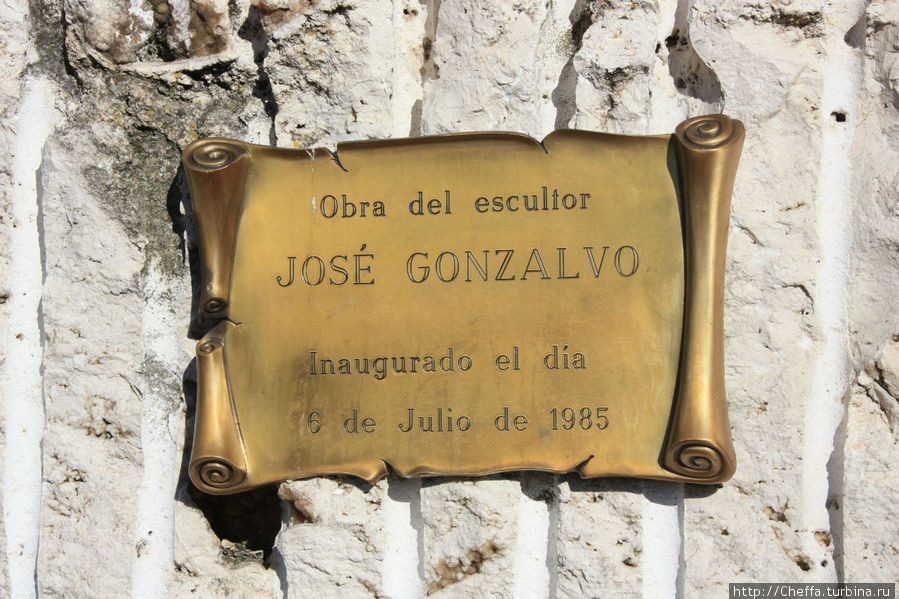 Obra del escultor
JOSÉ GONZALVO
Inaugurado el día
6 de Julio de 1985
http://Cheffa.turbina.ru